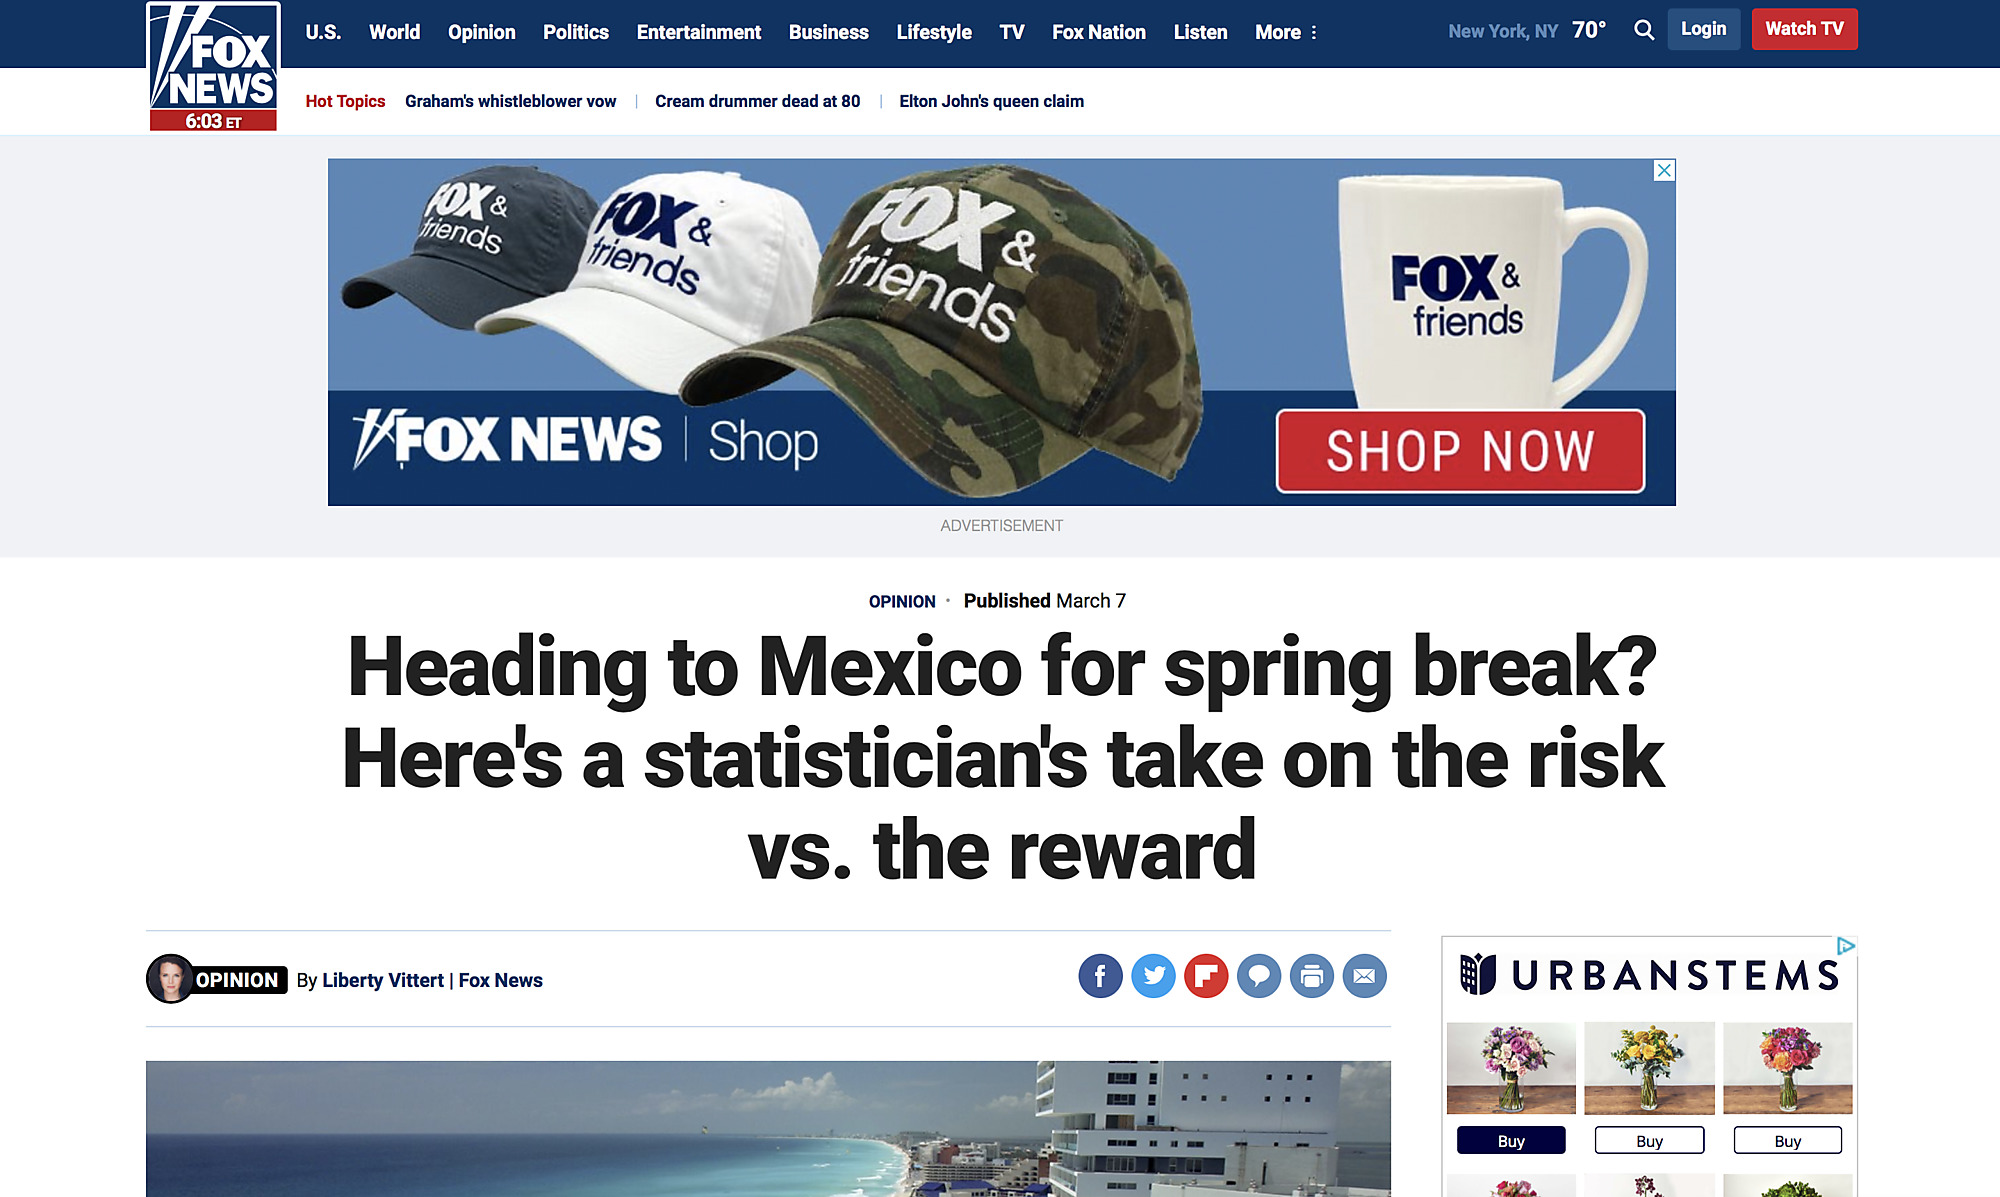 FOX
NEWS
6:03 ET
U.S. World Opinion Politics Entertainment Business Lifestyle TV Fox Nation Listen More
New York, NY 70° Login Watch TV
Hot Topics Graham's whistleblower vow | Cream drummer dead at 80 | Elton John's queen claim
FOX &
friends
FOX &
friends
FOX &
friends
FOX &
friends
FOX NEWS | Shop
SHOP NOW
ADVERTISEMENT
OPINION · Published March 7
Heading to Mexico for spring break?
Here's a statistician's take on the risk
vs. the reward
OPINION By Liberty Vittert | Fox News
f
URBANSTEMS
Buy Buy Buy